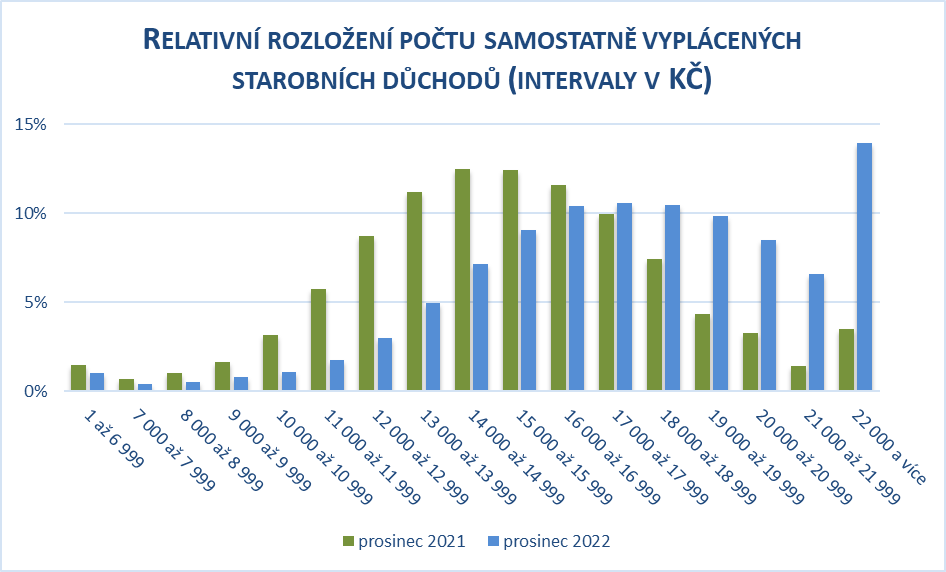 RELATIVNÍ ROZLOŽENÍ POČTU SAMOSTATNĚ VYPLÁCENÝCH
STAROBNÍCH DŮCHODŮ (INTERVALY V KČ)
15%
10%
5%
0%
1 až 6 999
7 000 až 7 999
8 000 až 8 999
9 000 až 9 999
10 000 až 10 999
11 000 až 11 999
12 000 až 12 999
13 000 až 13 999
14 000 až 14 999
15 000 až 15 999
16 000 až 16 999
17 000 až 17 999
18 000 až 18 999
19 000 až 19 999
20 000 až 20 999
21 000 až 21 999
22 000 a více
prosinec 2021
prosinec 2022